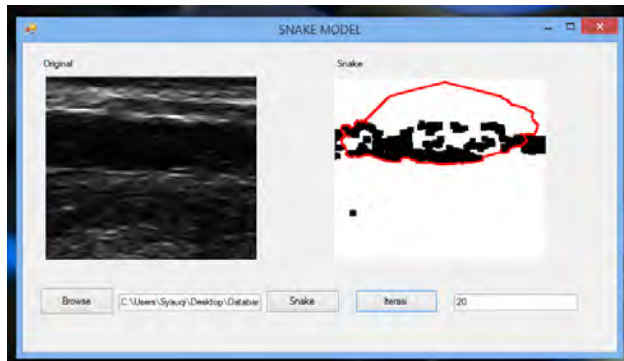 SNAKE MODEL
Original
Snake
Browse
C:\Users\Syauqi\Desktop\Databar
Snake
Iterasi
20